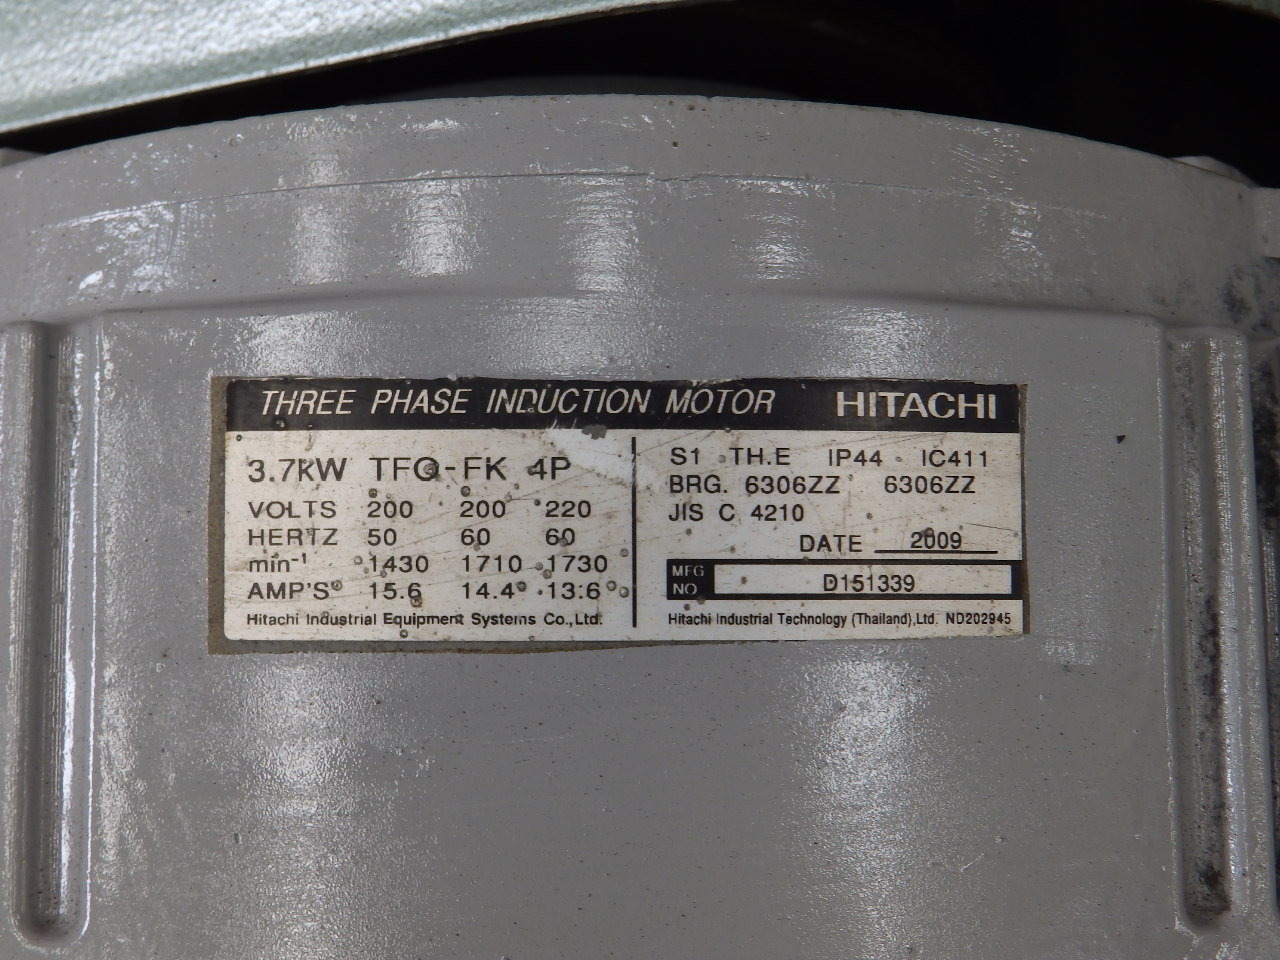 THREE PHASE INDUCTION MOTOR HITACHI
3.7KW TFO-FK 4P
VOLTS 200 200 220
HERTZ 50 60 60
min⁻¹ 1430 1710 1730
AMP'S 15.6 14.4 13.6
Hitachi Industrial Equipment Systems Co.,Ltd.
S1 TH.E IP44 IC411
BRG. 6306ZZ 6306ZZ
JIS C 4210
DATE 2009
MFG NO D151339
Hitachi Industrial Technology (Thailand),Ltd. ND202945